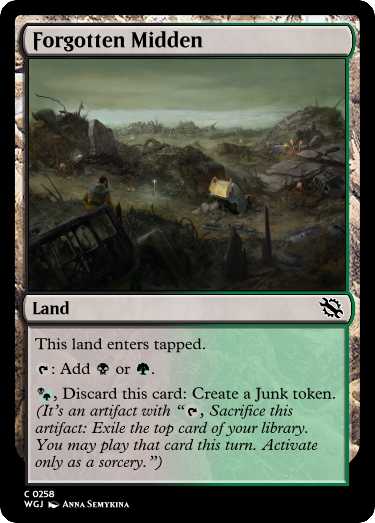 Forgotten Midden
Land
This land enters tapped.
: Add or .
, Discard this card: Create a Junk token.
(It's an artifact with “, Sacrifice this
artifact: Exile the top card of your library.
You may play that card this turn. Activate
only as a sorcery.”)
C 0258
WGJ Anna Semykina